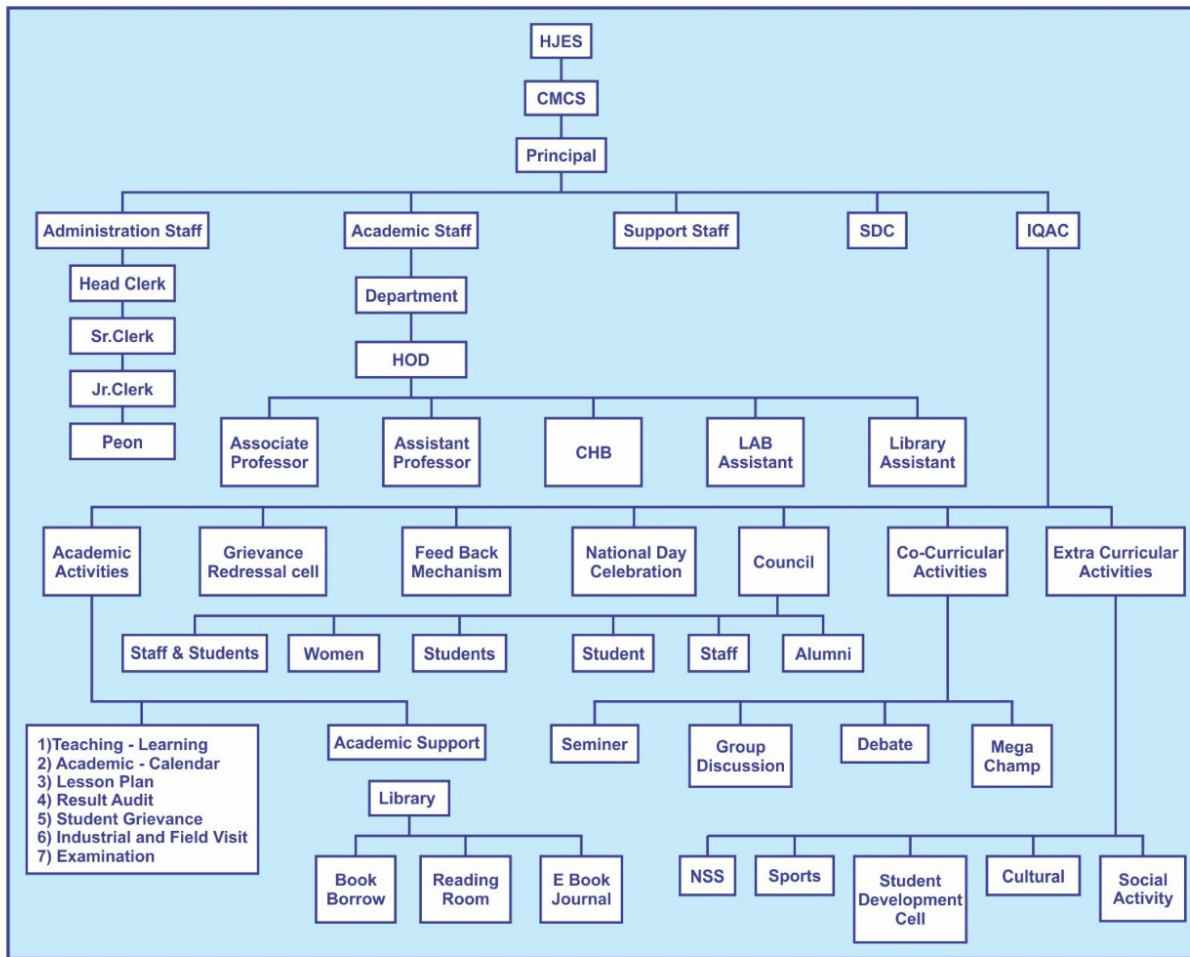 HJES
CMCS
Principal
Administration Staff
Academic Staff
Support Staff
SDC
IQAC
Head Clerk
Sr.Clerk
Jr.Clerk
Peon
Department
HOD
Associate
Professor
Assistant
Professor
CHB
LAB
Assistant
Library
Assistant
Academic
Activities
Grievance
Redressal cell
Feed Back
Mechanism
National Day
Celebration
Council
Co-Curricular
Activities
Extra Curricular
Activities
Staff & Students
Women
Students
Student
Staff
Alumni
1)Teaching - Learning
2) Academic - Calendar
3) Lesson Plan
4) Result Audit
5) Student Grievance
6) Industrial and Field Visit
7) Examination
Academic Support
Library
Book
Borrow
Reading
Room
E Book
Journal
Seminer
Group
Discussion
Debate
Mega
Champ
NSS
Sports
Student
Development
Cell
Cultural
Social
Activity